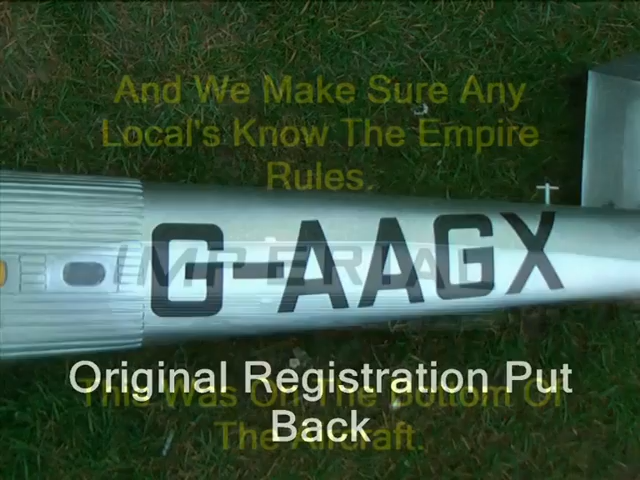 And We Make Sure Any
Local's Know The Empire
Rules.
IMPERIAL
G-AAGX
Original Registration Put
Back
This Was On The Bottom Of
The Aircraft.